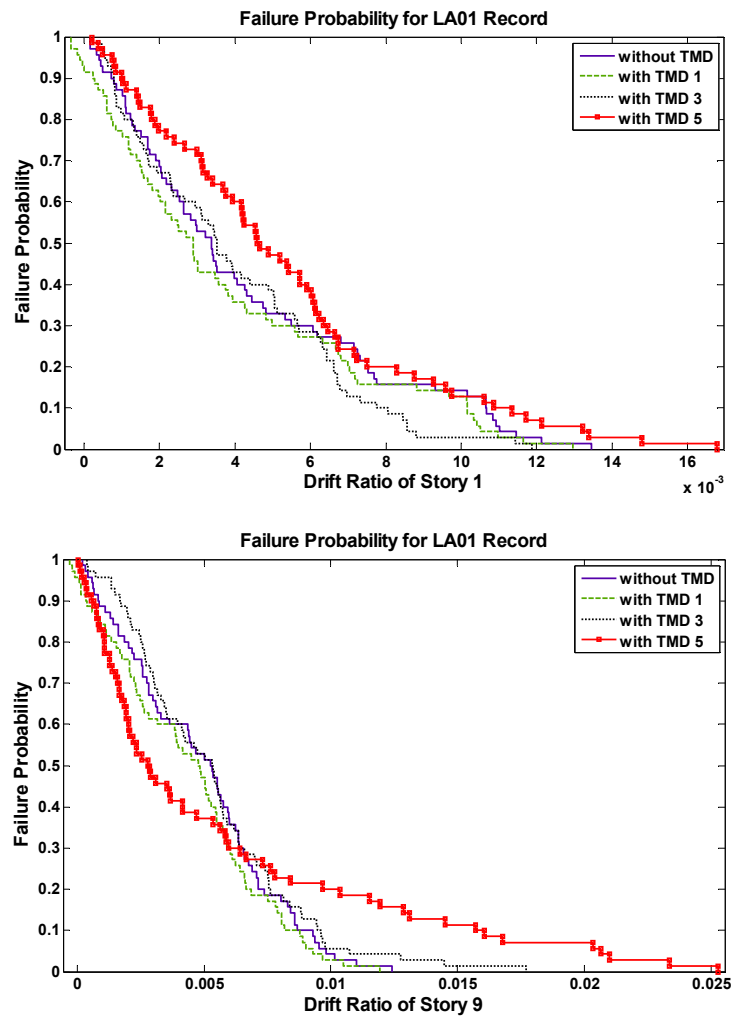 Failure Probability for LA01 Record
Failure Probability
1
0.9
0.8
0.7
0.6
0.5
0.4
0.3
0.2
0.1
0
without TMD
with TMD 1
with TMD 3
with TMD 5
0 2 4 6 8 10 12 14 16
x 10-3
Drift Ratio of Story 1
Failure Probability for LA01 Record
Failure Probability
1
0.9
0.8
0.7
0.6
0.5
0.4
0.3
0.2
0.1
0
without TMD
with TMD 1
with TMD 3
with TMD 5
0 0.005 0.01 0.015 0.02 0.025
Drift Ratio of Story 9